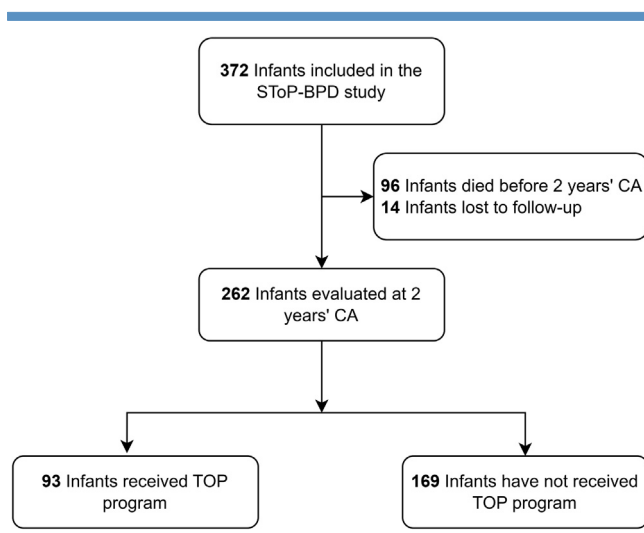 372 Infants included in the
SToP-BPD study
96 Infants died before 2 years' CA
14 Infants lost to follow-up
262 Infants evaluated at 2
years' CA
93 Infants received TOP
program
169 Infants have not received
TOP program